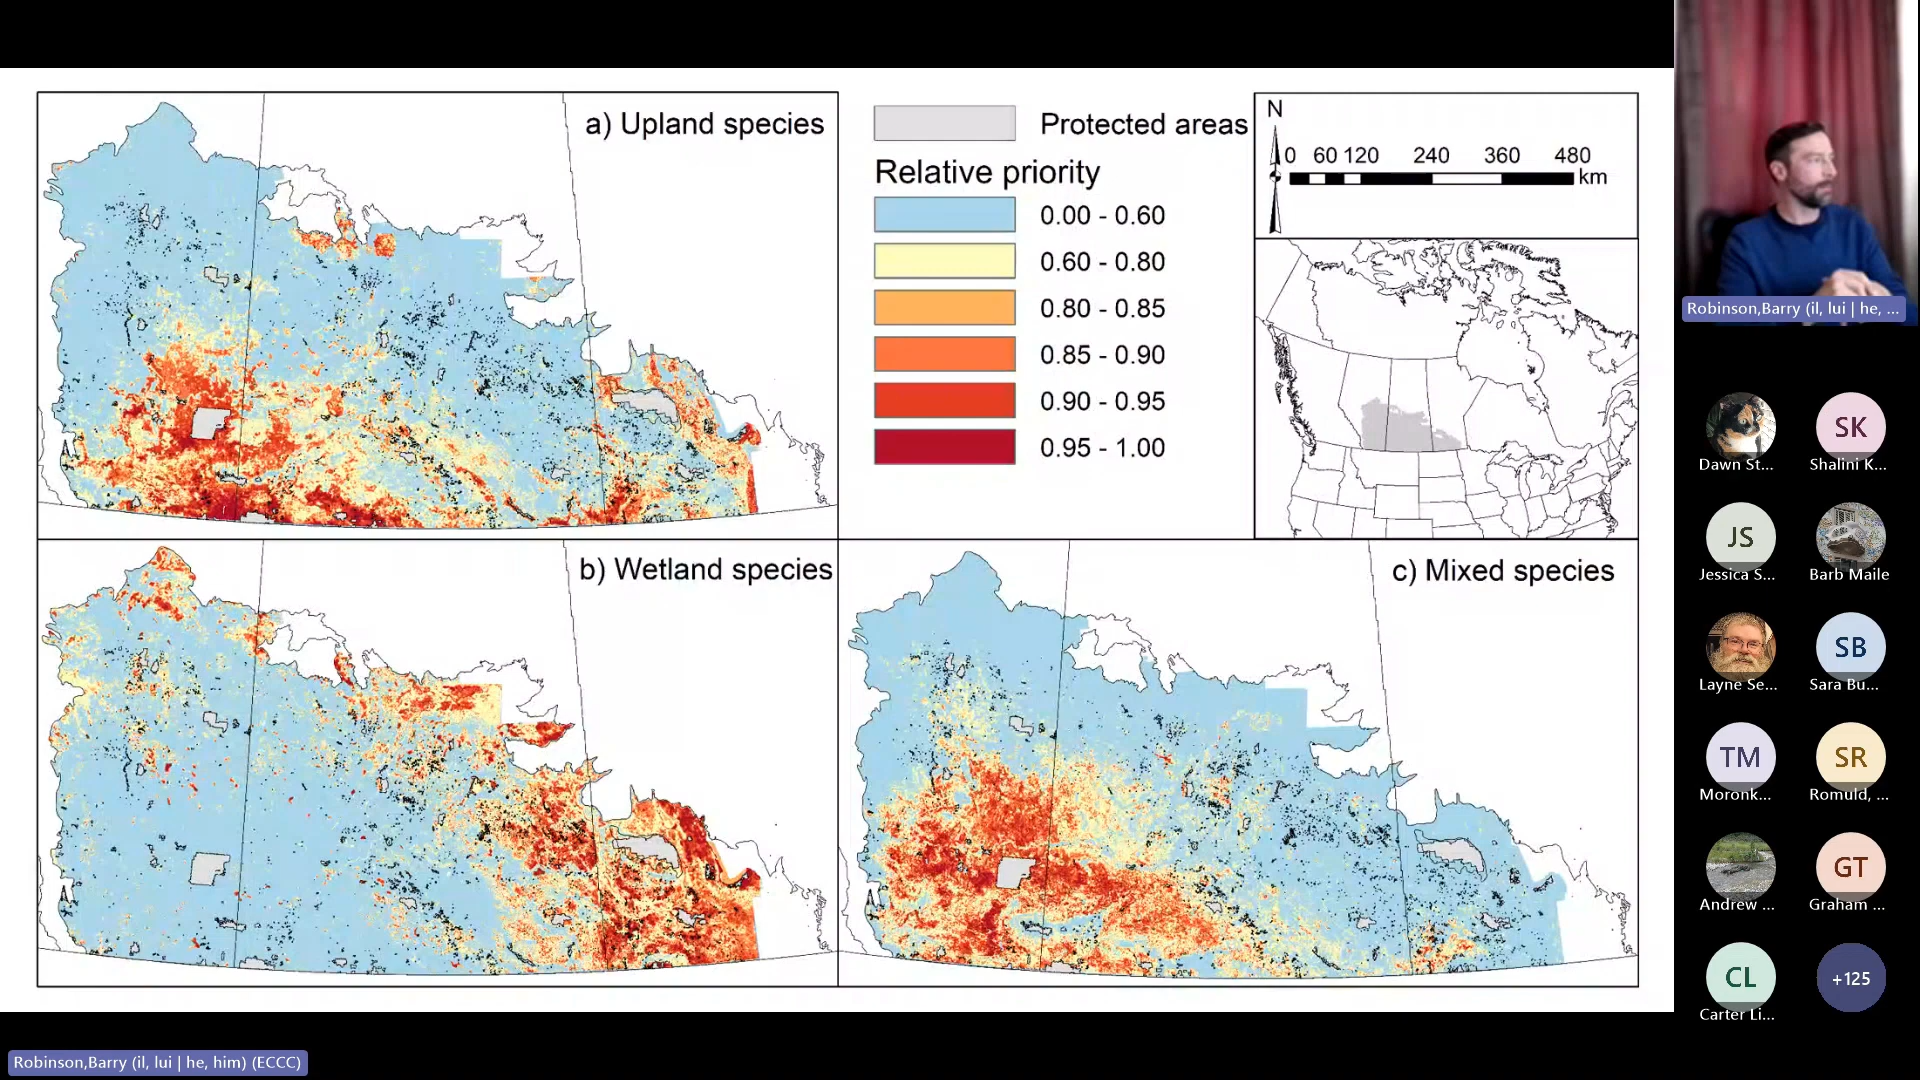 a) Upland species
Protected areas
Relative priority
0.00 - 0.60
0.60 - 0.80
0.80 - 0.85
0.85 - 0.90
0.90 - 0.95
0.95 - 1.00
N
0 60 120 240 360 480
km
b) Wetland species
c) Mixed species
Robinson,Barry (il, lui | he, ...
Dawn St...
SK
Shalini K...
JS
Jessica S...
Barb Maile
Layne Se...
SB
Sara Bu...
TM
Moronk...
SR
Romuld, ...
Andrew ...
GT
Graham ...
CL
Carter Li...
+125
Robinson,Barry (il, lui | he, him) (ECCC)